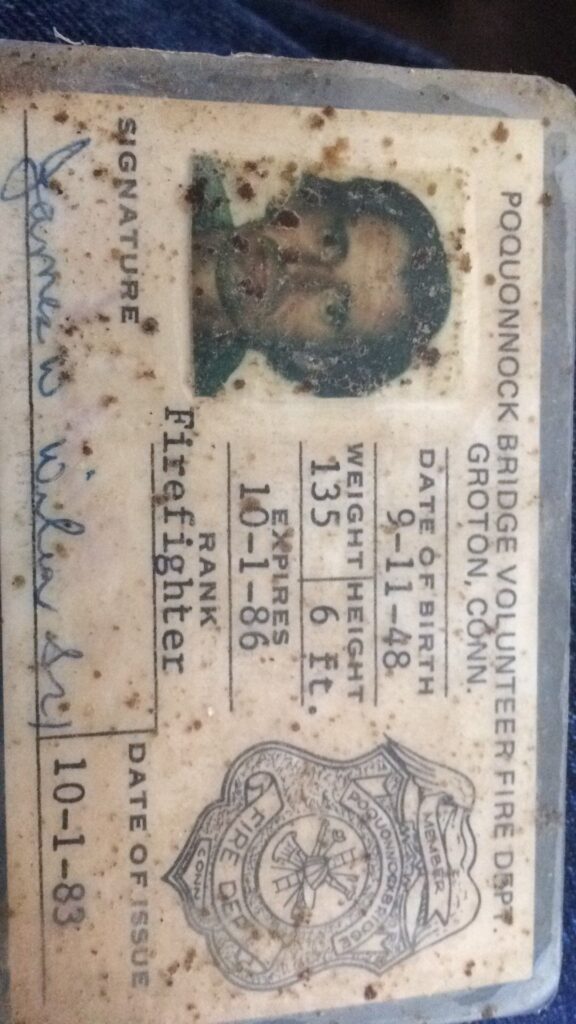 POQUONNOCK BRIDGE VOLUNTEER FIRE DEPT.
GROTON, CONN.
DATE OF BIRTH
9-11-48
WEIGHT HEIGHT
135 6 ft.
EXPIRES
10-1-86
RANK
Firefighter
MEMBER
POQUONNOCK BRIDGE
FIRE DEPT
CONN
SIGNATURE
James W
DATE OF ISSUE
10-1-83